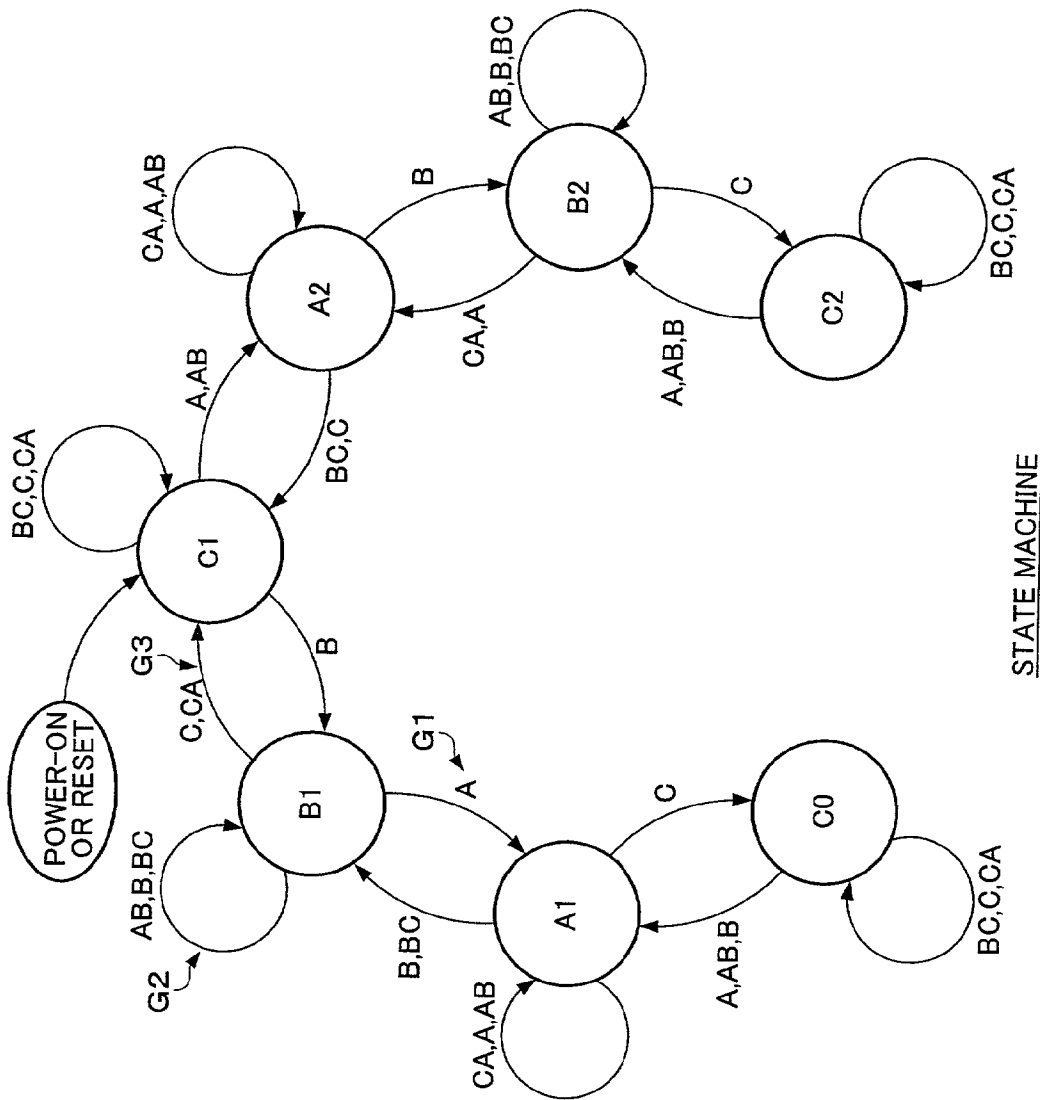 POWER-ON
OR RESET
BC,C,CA
C1
G3
C,CA
B
A,AB
BC,C
CA,A,AB
A2
B
CA,A
AB,B,BC
B2
C
A,AB,B
C2
BC,C,CA
AB,B,BC
G2
B1
G1
A
B,BC
A1
CA,A,AB
C
A,AB,B
C0
BC,C,CA
STATE MACHINE